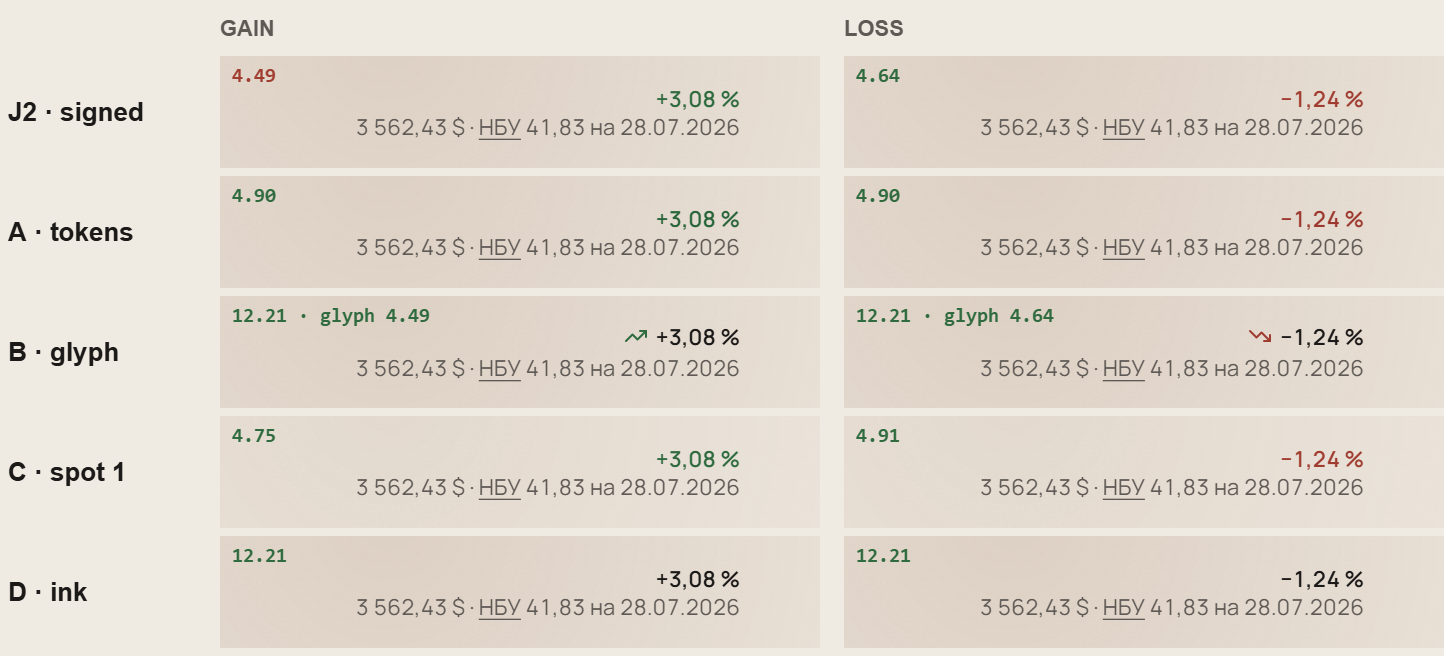 GAIN LOSS
4.49 4.64
J2 · signed +3,08 % −1,24 %
3 562,43 $ · НБУ 41,83 на 28.07.2026 3 562,43 $ · НБУ 41,83 на 28.07.2026
4.90 4.90
A · tokens +3,08 % −1,24 %
3 562,43 $ · НБУ 41,83 на 28.07.2026 3 562,43 $ · НБУ 41,83 на 28.07.2026
12.21 · glyph 4.49 12.21 · glyph 4.64
B · glyph +3,08 % −1,24 %
3 562,43 $ · НБУ 41,83 на 28.07.2026 3 562,43 $ · НБУ 41,83 на 28.07.2026
4.75 4.91
C · spot 1 +3,08 % −1,24 %
3 562,43 $ · НБУ 41,83 на 28.07.2026 3 562,43 $ · НБУ 41,83 на 28.07.2026
12.21 12.21
D · ink +3,08 % −1,24 %
3 562,43 $ · НБУ 41,83 на 28.07.2026 3 562,43 $ · НБУ 41,83 на 28.07.2026